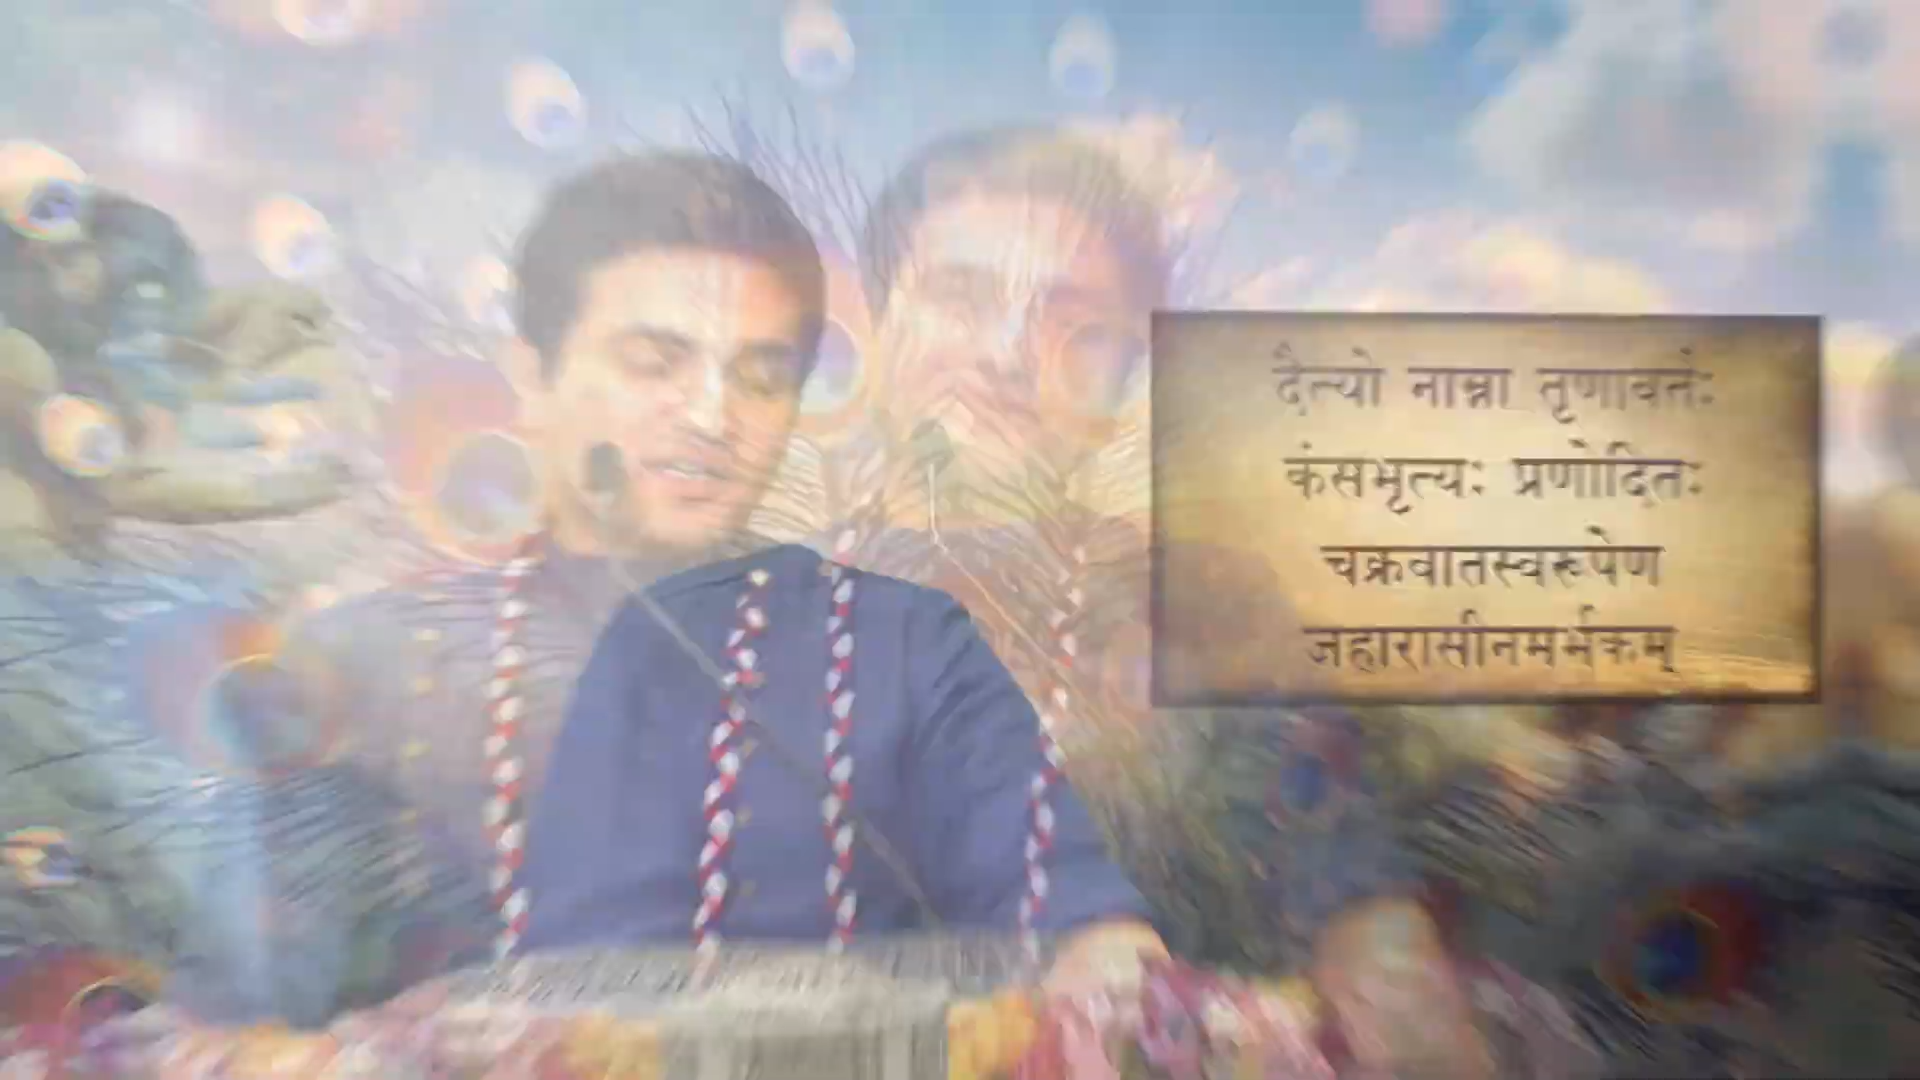 दैत्यो नाम्ना तृणावर्तः
कंसभृत्यः प्रणोदितः
चक्रवातस्वरूपेण
जहारासीनमर्भकम्